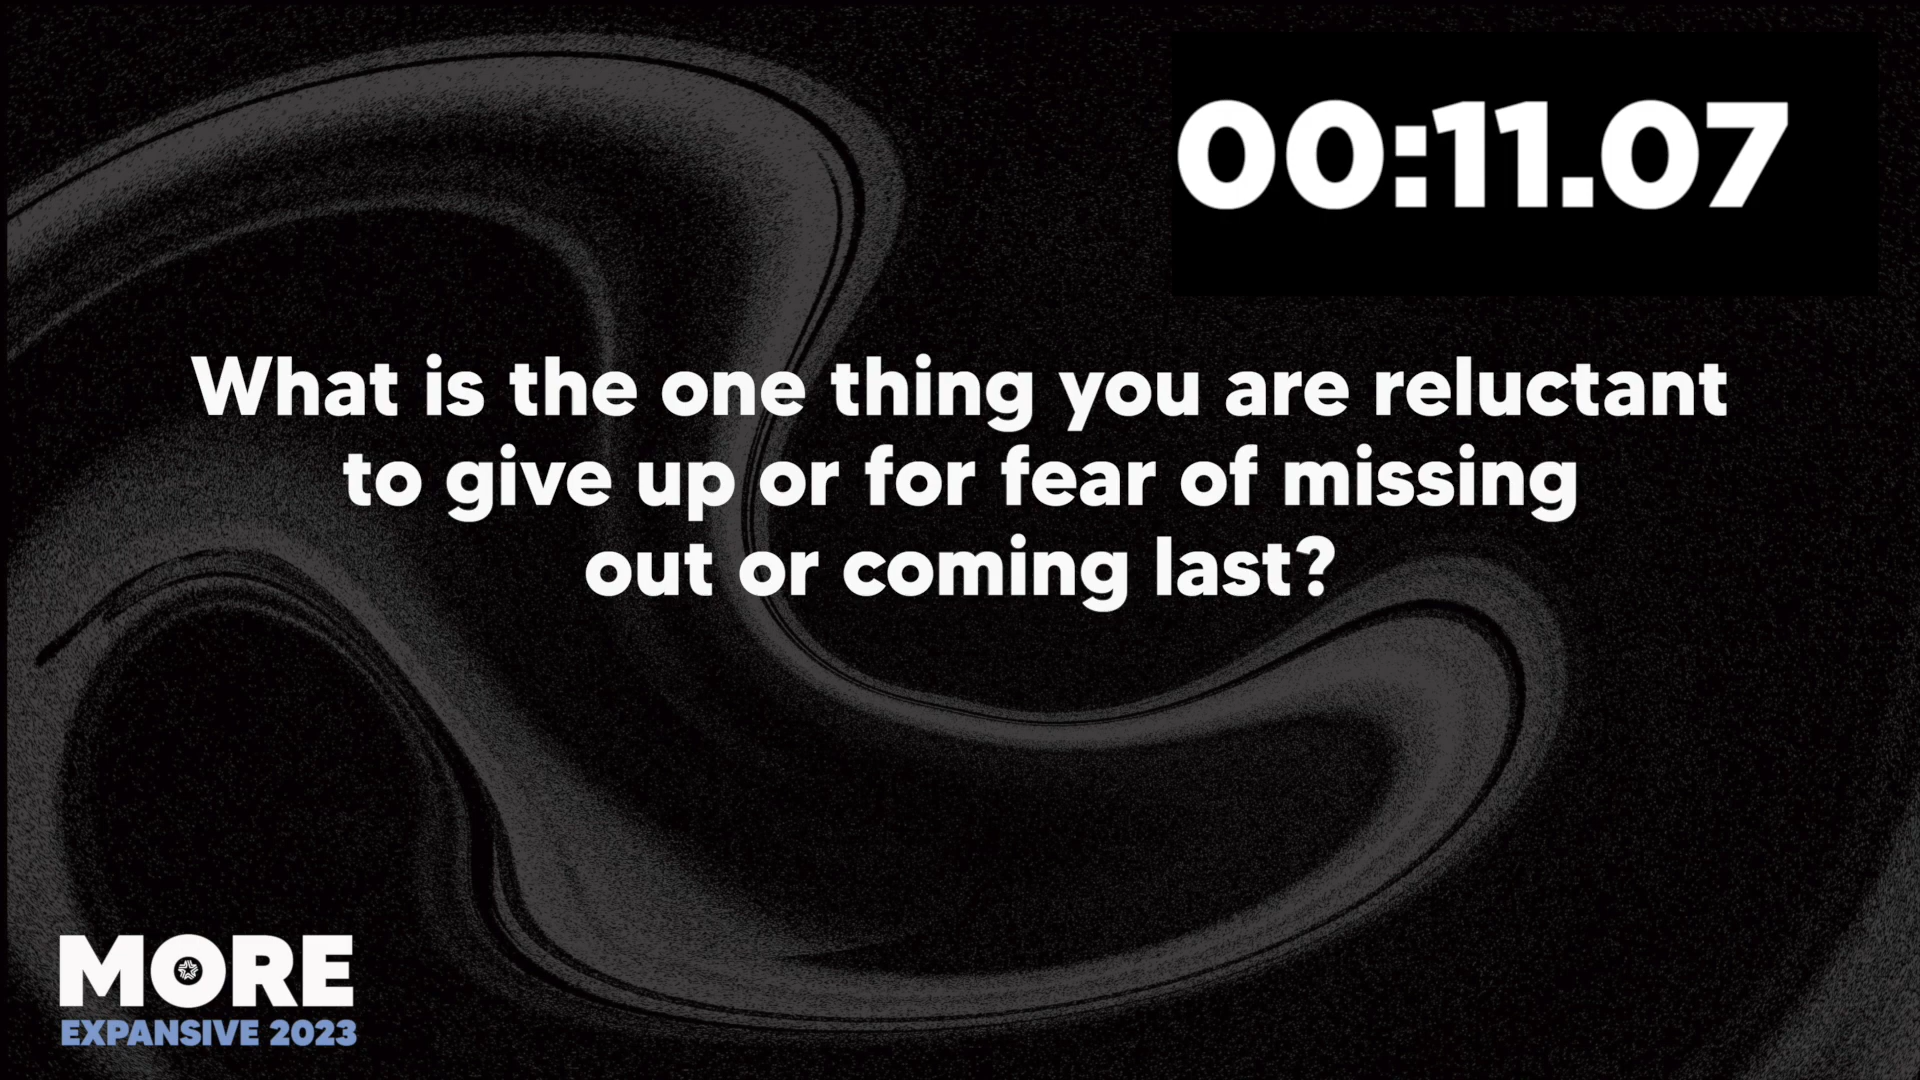 00:11.07
What is the one thing you are reluctant
to give up or for fear of missing
out or coming last?
MORE
EXPANSIVE 2023